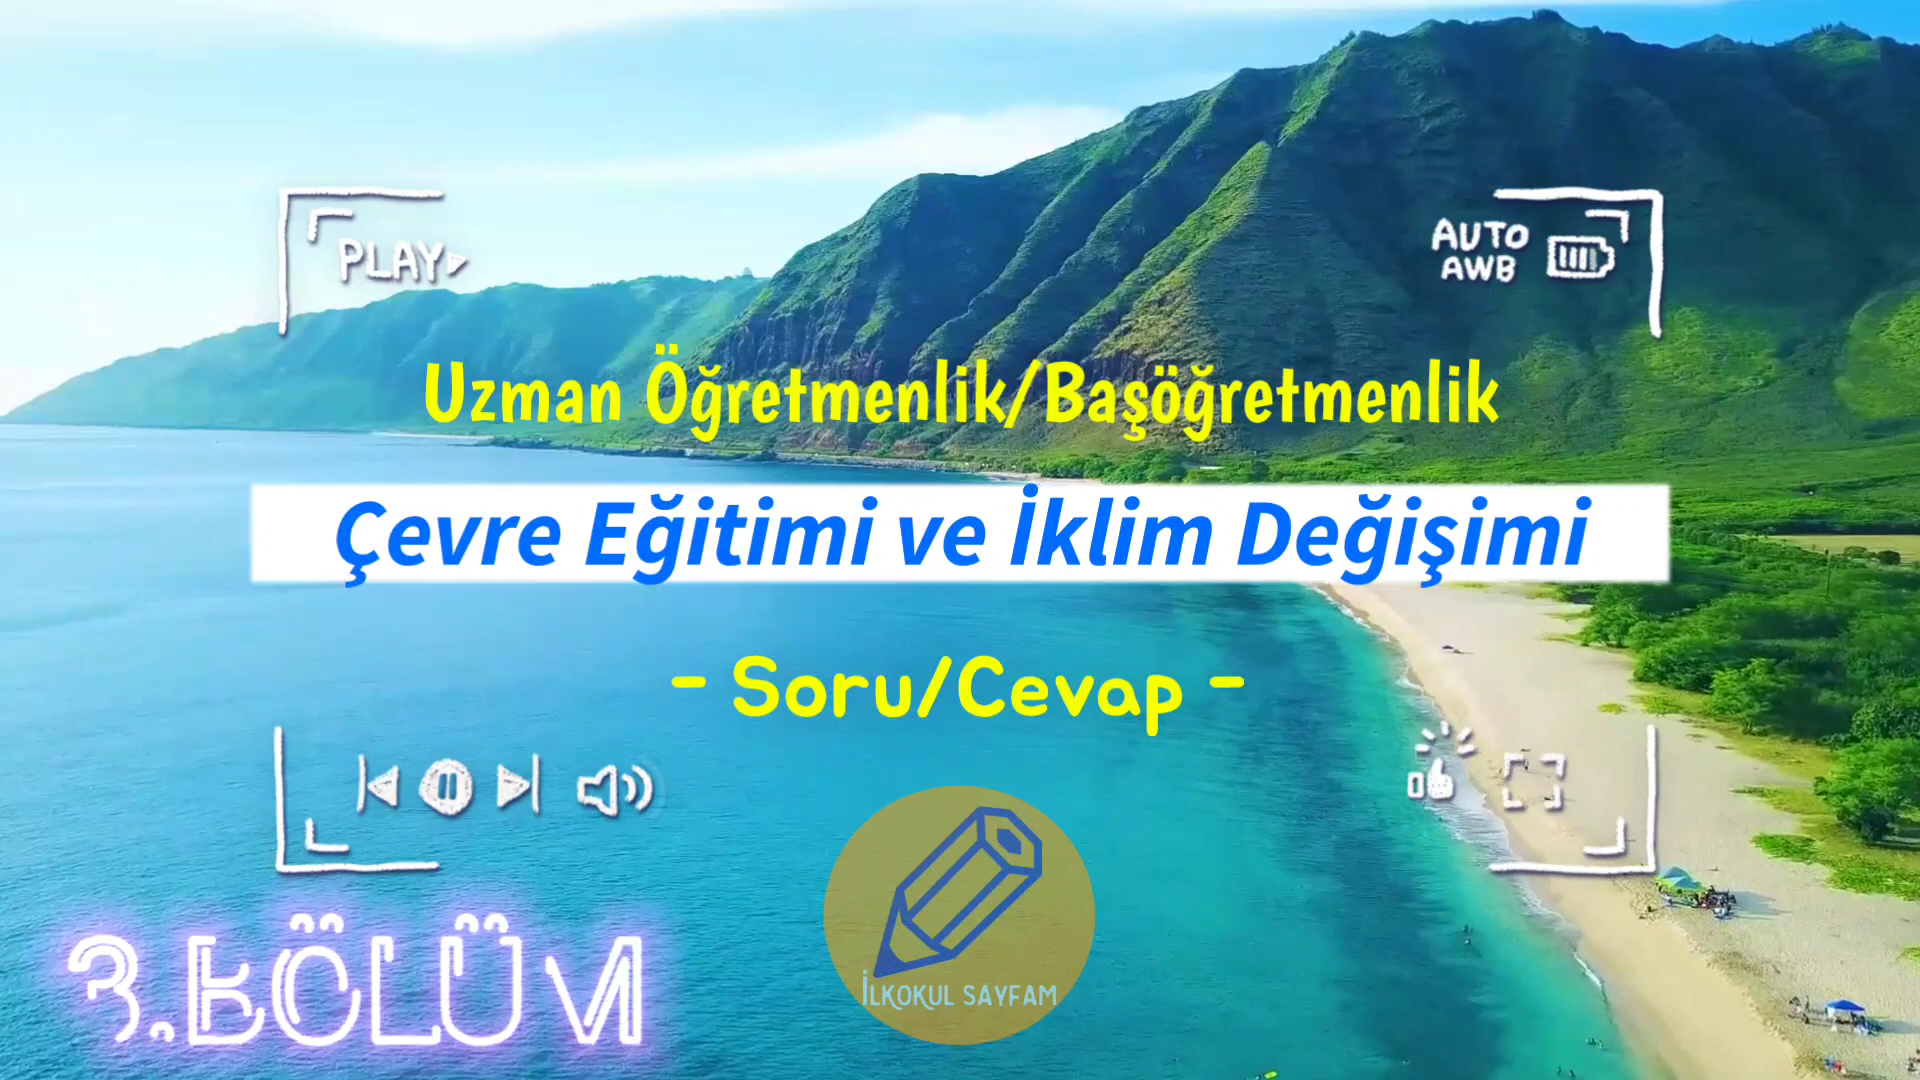 PLAY
AUTO
AWB
Uzman Öğretmenlik/Başöğretmenlik
Çevre Eğitimi ve İklim Değişimi
- Soru/Cevap -
3.BÖLÜM
İLKOKUL SAYFAM